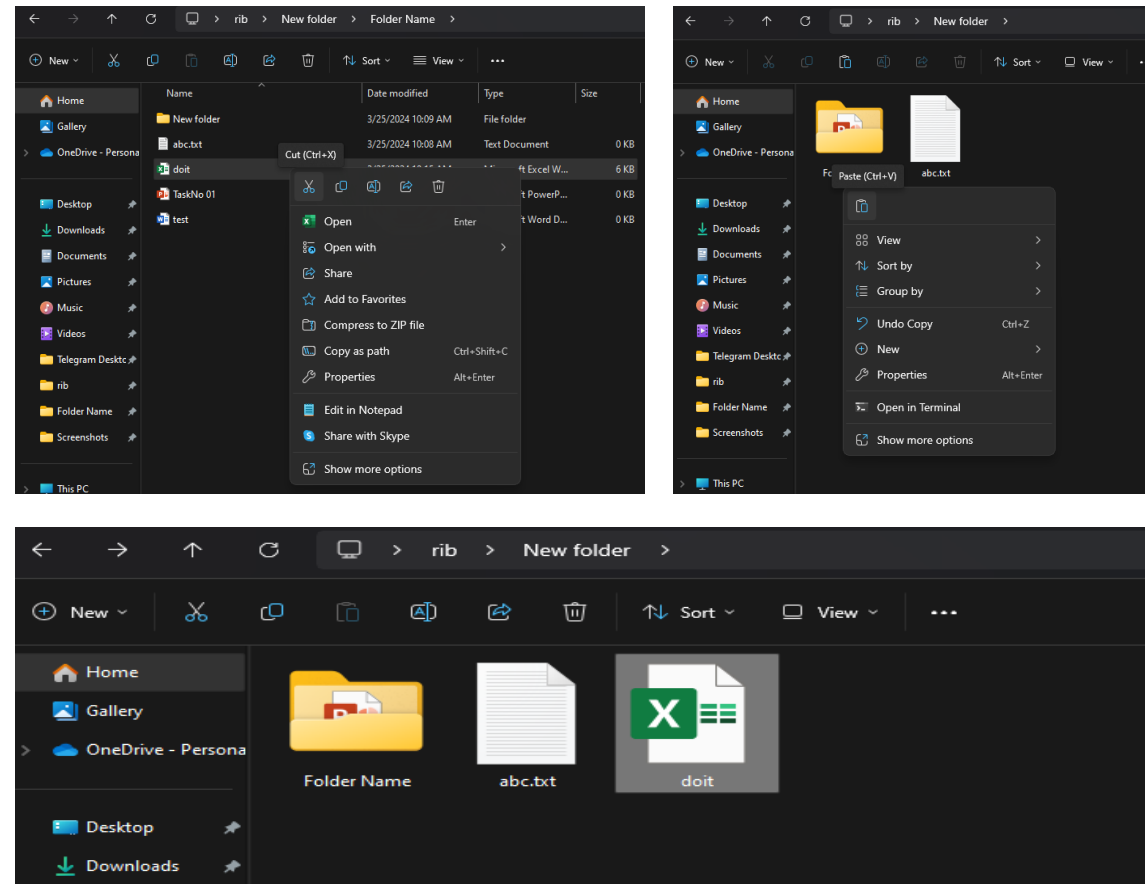 rib > New folder > Folder Name >
New Sort View ...
Name Date modified Type Size
Home
Gallery
OneDrive - Persona
Desktop
Downloads
Documents
Pictures
Music
Videos
Telegram Deskto
rib
Folder Name
Screenshots
This PC
New folder 3/25/2024 10:09 AM File folder
abc.txt 3/25/2024 10:08 AM Text Document 0 KB
doit ft Excel W... 6 KB
TaskNo 01 t PowerP... 0 KB
test t Word D... 0 KB
Cut (Ctrl+X)
Open Enter
Open with >
Share
Add to Favorites
Compress to ZIP file
Copy as path Ctrl+Shift+C
Properties Alt+Enter
Edit in Notepad
Share with Skype
Show more options
rib > New folder >
New Sort View
Home
Gallery
OneDrive - Persona
Desktop
Downloads
Documents
Pictures
Music
Videos
Telegram Deskto
rib
Folder Name
Screenshots
This PC
abc.txt
Paste (Ctrl+V)
View >
Sort by >
Group by >
Undo Copy Ctrl+Z
New >
Properties Alt+Enter
Open in Terminal
Show more options
rib > New folder >
New Sort View ...
Home
Gallery
OneDrive - Persona
Desktop
Downloads
Folder Name abc.txt doit